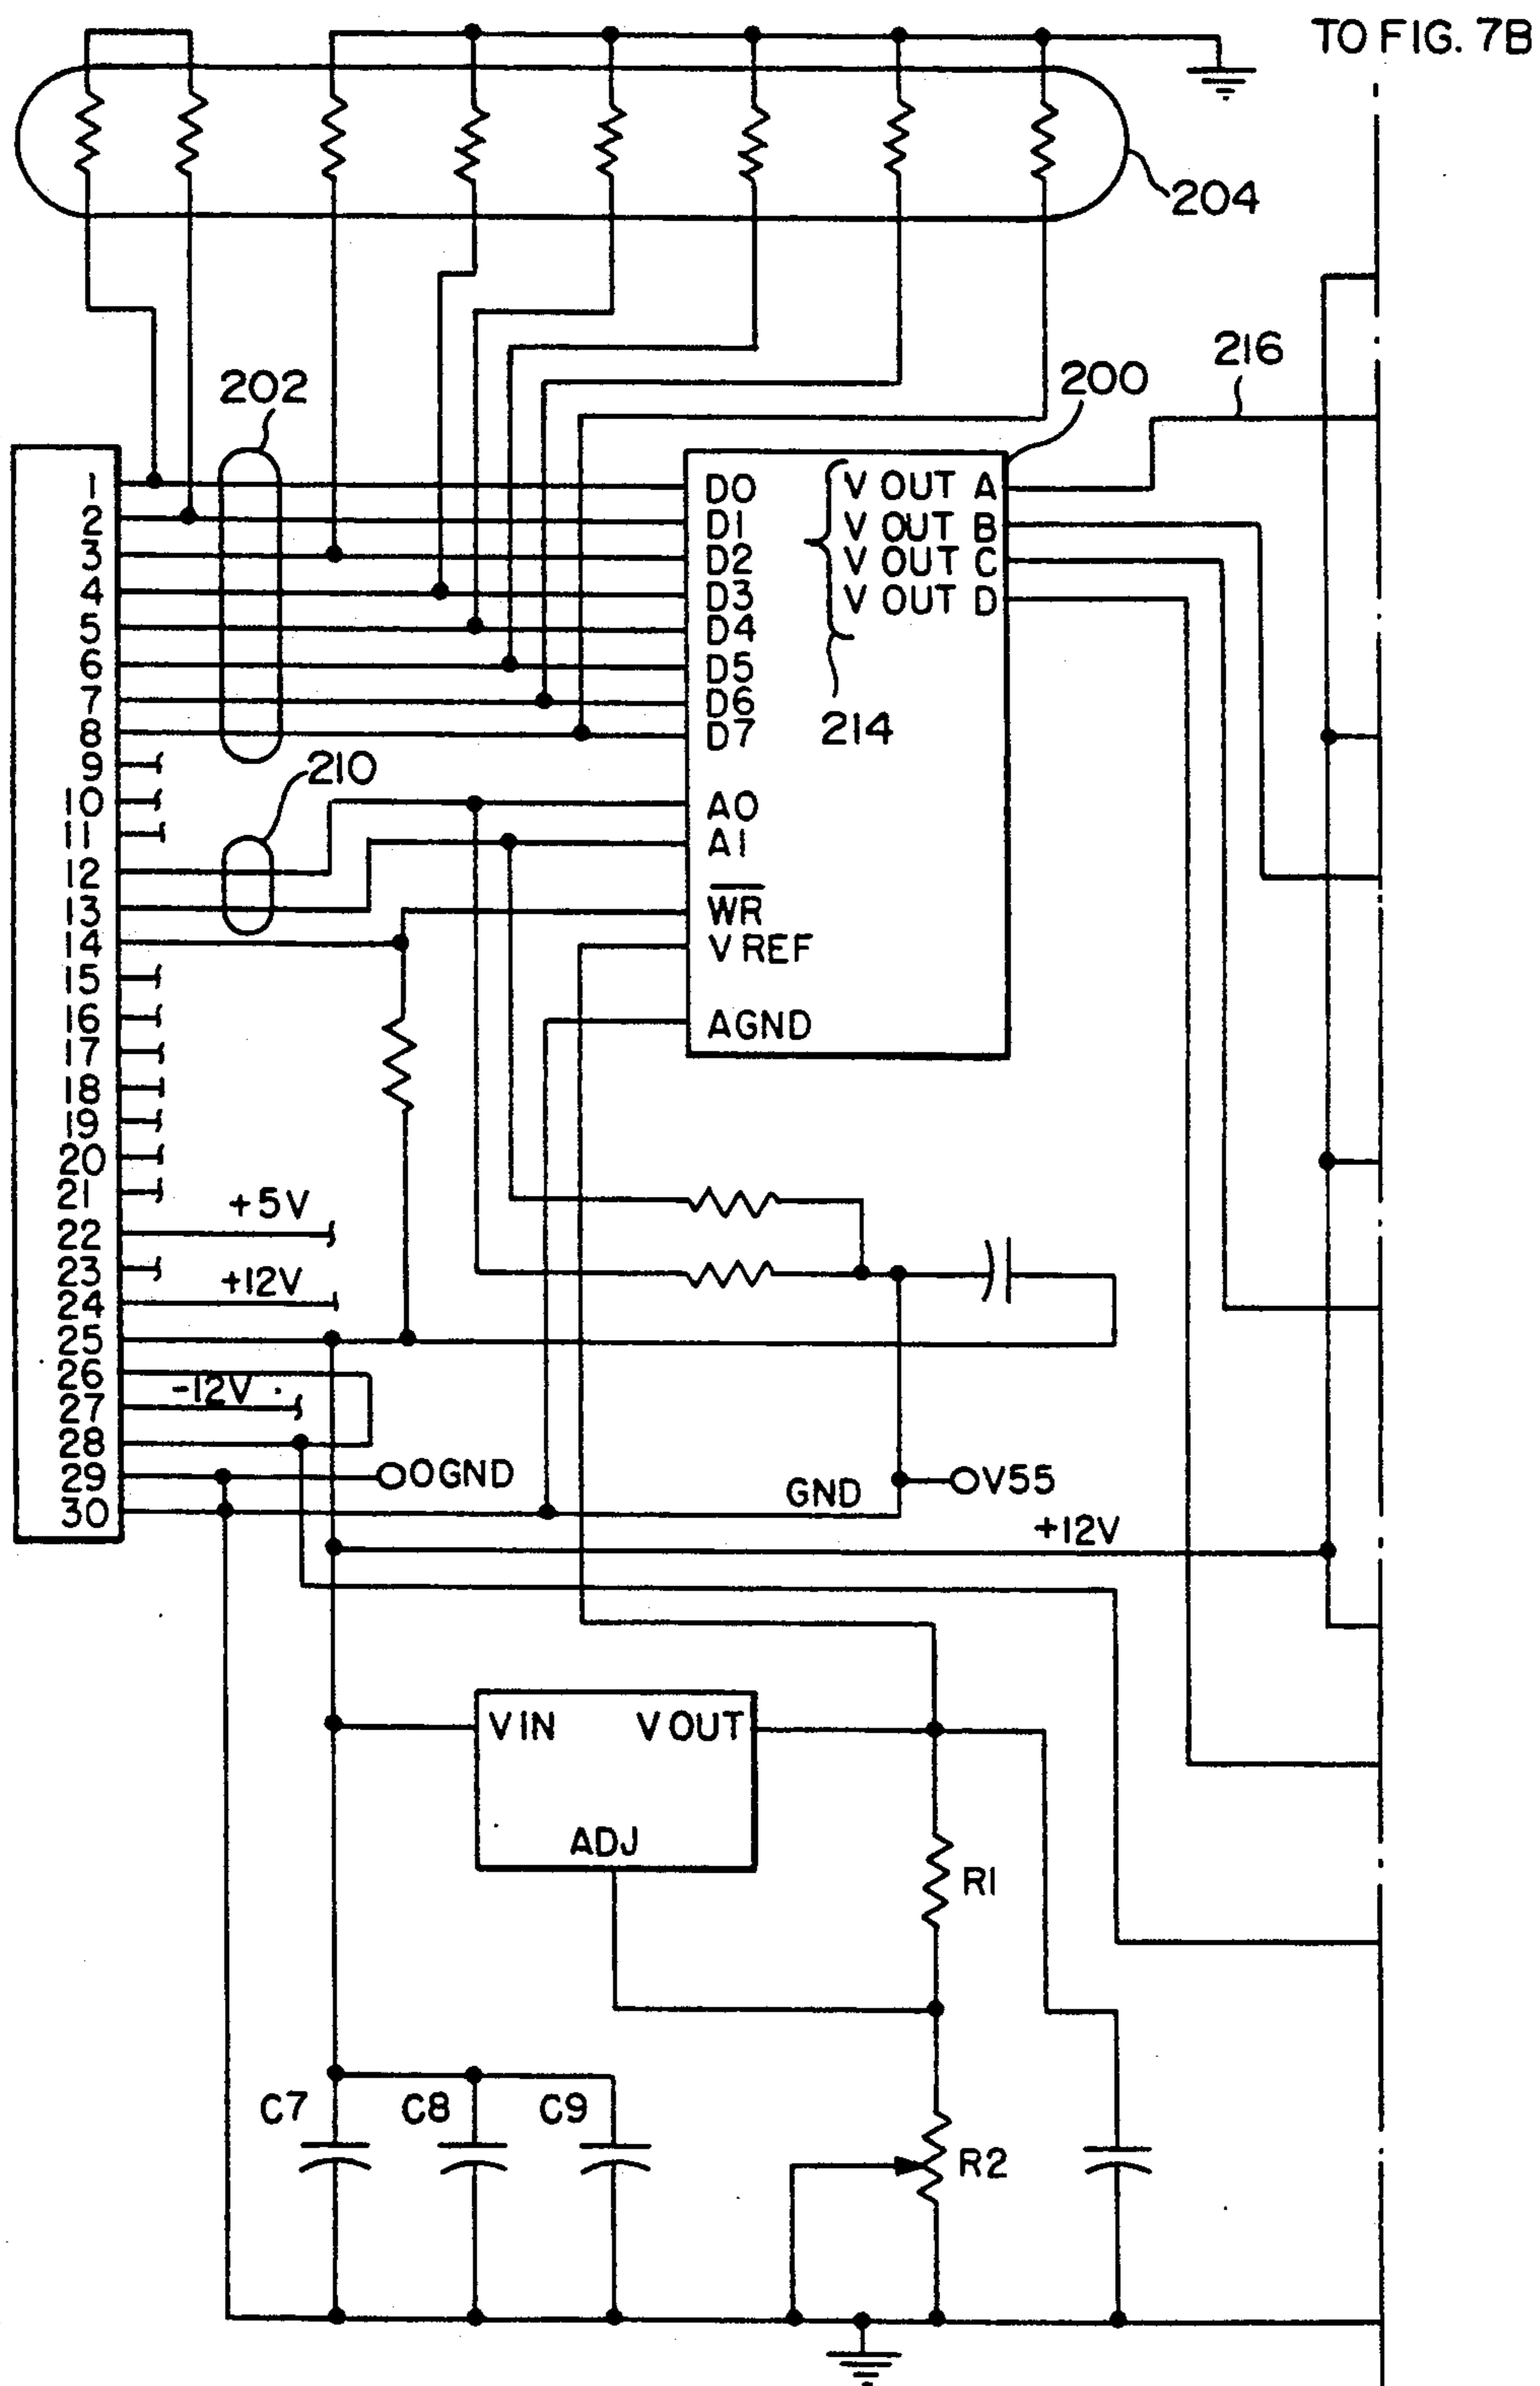 TO FIG. 7B
204
216
202
200
1
2
3
4
5
6
7
8
9
10
11
12
13
14
15
16
17
18
19
20
21
22
23
24
25
26
27
28
29
30
D0
D1
D2
D3
D4
D5
D6
D7
A0
A1
WR
V REF
AGND
V OUT A
V OUT B
V OUT C
V OUT D
214
210
+5V
+12V
-12V
OGND
GND
V55
+12V
VIN
V OUT
ADJ
R1
C7
C8
C9
R2